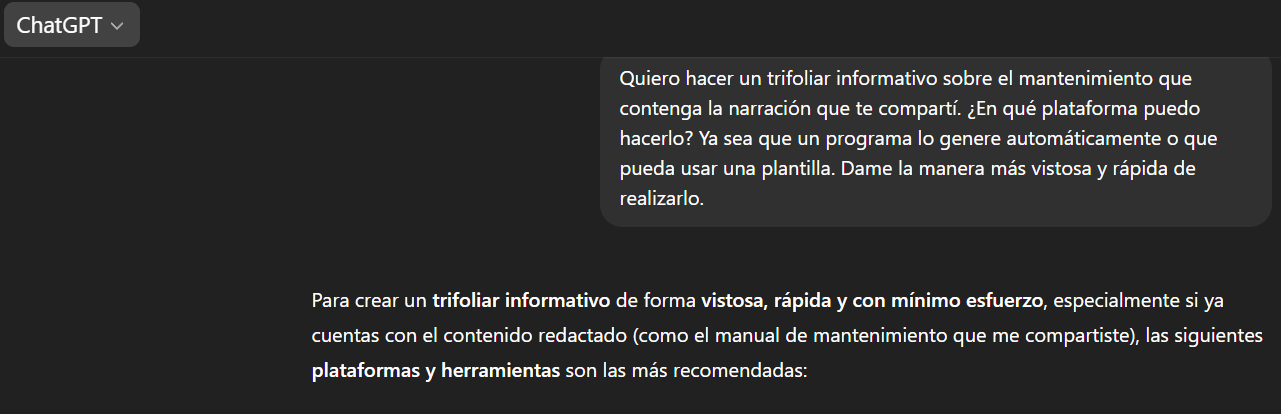 ChatGPT
Quiero hacer un trifoliar informativo sobre el mantenimiento que
contenga la narración que te compartí. ¿En qué plataforma puedo
hacerlo? Ya sea que un programa lo genere automáticamente o que
pueda usar una plantilla. Dame la manera más vistosa y rápida de
realizarlo.
Para crear un trifoliar informativo de forma vistosa, rápida y con mínimo esfuerzo, especialmente si ya
cuentas con el contenido redactado (como el manual de mantenimiento que me compartiste), las siguientes
plataformas y herramientas son las más recomendadas: